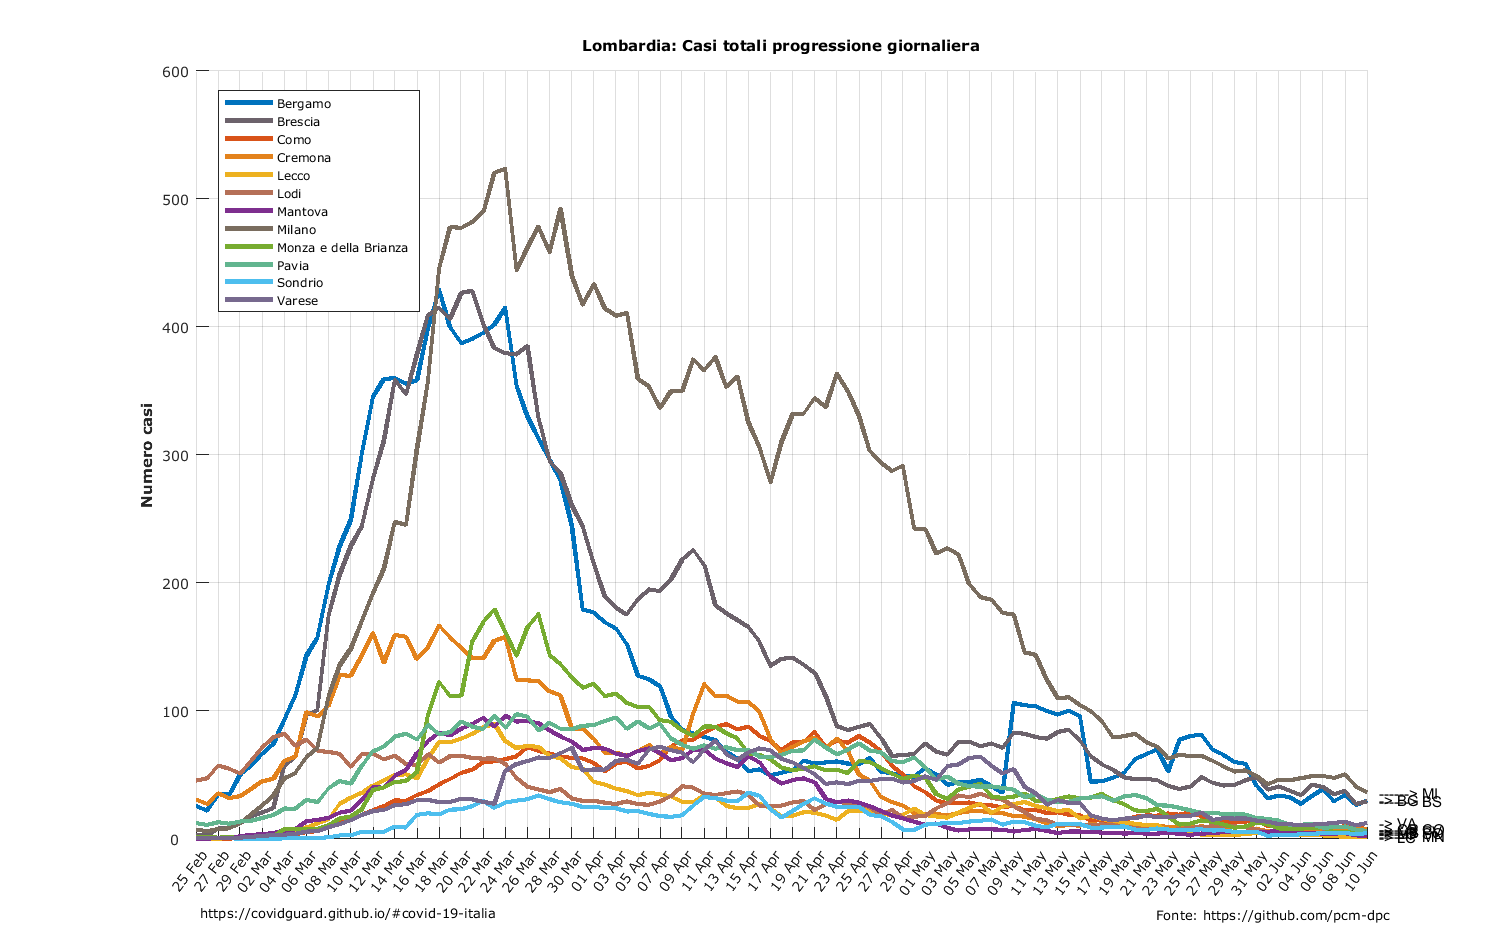 Lombardia: Casi totali progressione giornaliera
Numero casi
600
500
400
300
200
100
0
Bergamo
Brescia
Como
Cremona
Lecco
Lodi
Mantova
Milano
Monza e della Brianza
Pavia
Sondrio
Varese
25 Feb
27 Feb
29 Feb
02 Mar
04 Mar
06 Mar
08 Mar
10 Mar
12 Mar
14 Mar
16 Mar
18 Mar
20 Mar
22 Mar
24 Mar
26 Mar
28 Mar
30 Mar
01 Apr
03 Apr
05 Apr
07 Apr
09 Apr
11 Apr
13 Apr
15 Apr
17 Apr
19 Apr
21 Apr
23 Apr
25 Apr
27 Apr
29 Apr
01 May
03 May
05 May
07 May
09 May
11 May
13 May
15 May
17 May
19 May
21 May
23 May
25 May
27 May
29 May
31 May
02 Jun
04 Jun
06 Jun
08 Jun
10 Jun
MI
BG BS
VA
LC MN
https://covidguard.github.io/#covid-19-italia
Fonte: https://github.com/pcm-dpc